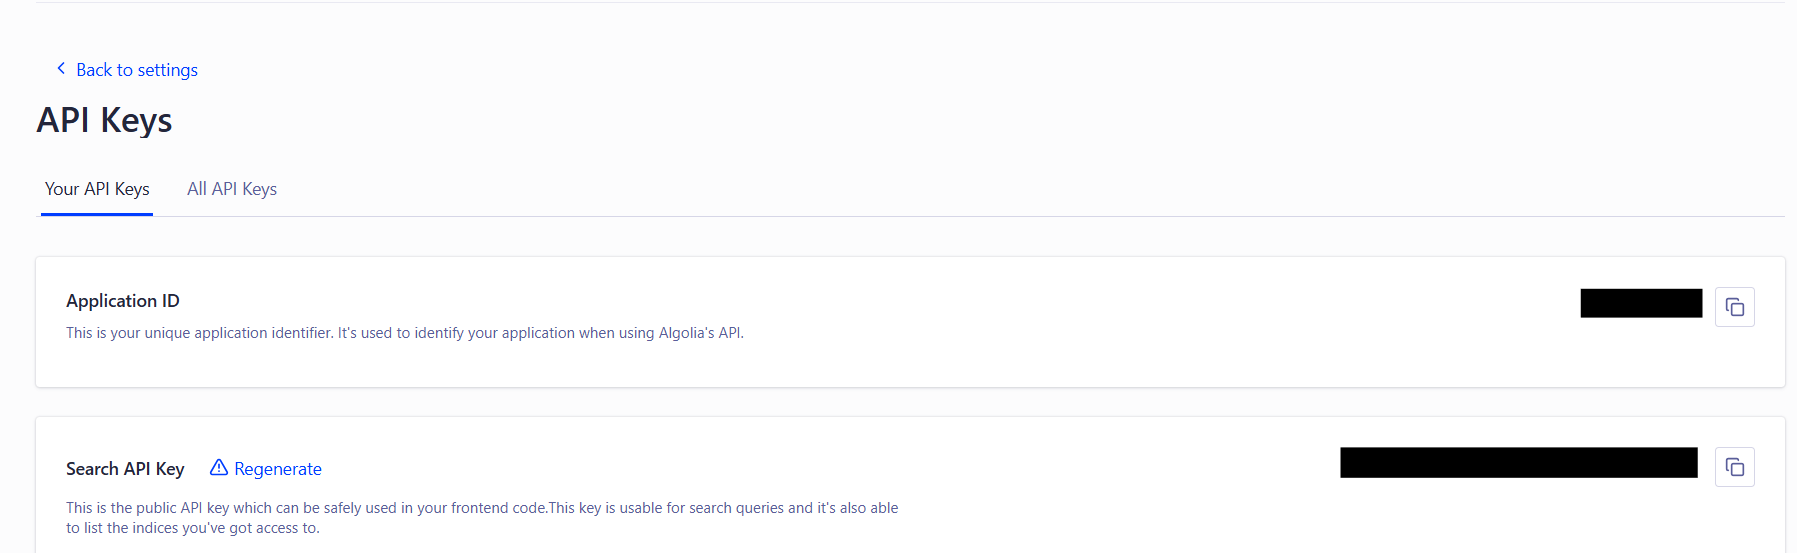 Back to settings
API Keys
Your API Keys
All API Keys
Application ID
This is your unique application identifier. It's used to identify your application when using Algolia's API.
Search API Key
Regenerate
This is the public API key which can be safely used in your frontend code.This key is usable for search queries and it's also able
to list the indices you've got access to.